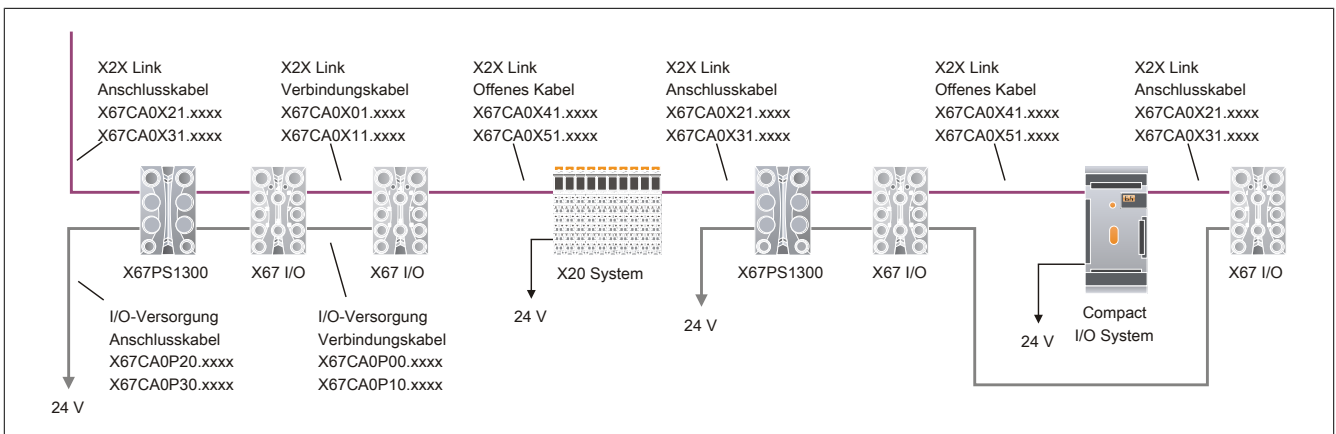 X2X Link
Anschlusskabel
X67CA0X21.xxxx
X67CA0X31.xxxx
X2X Link
Verbindungskabel
X67CA0X01.xxxx
X67CA0X11.xxxx
X2X Link
Offenes Kabel
X67CA0X41.xxxx
X67CA0X51.xxxx
X2X Link
Anschlusskabel
X67CA0X21.xxxx
X67CA0X31.xxxx
X2X Link
Offenes Kabel
X67CA0X41.xxxx
X67CA0X51.xxxx
X2X Link
Anschlusskabel
X67CA0X21.xxxx
X67CA0X31.xxxx
X67PS1300
X67 I/O
X67 I/O
X20 System
X67PS1300
X67 I/O
Compact
I/O System
X67 I/O
I/O-Versorgung
Anschlusskabel
X67CA0P20.xxxx
X67CA0P30.xxxx
I/O-Versorgung
Verbindungskabel
X67CA0P00.xxxx
X67CA0P10.xxxx
24 V
24 V
24 V
24 V